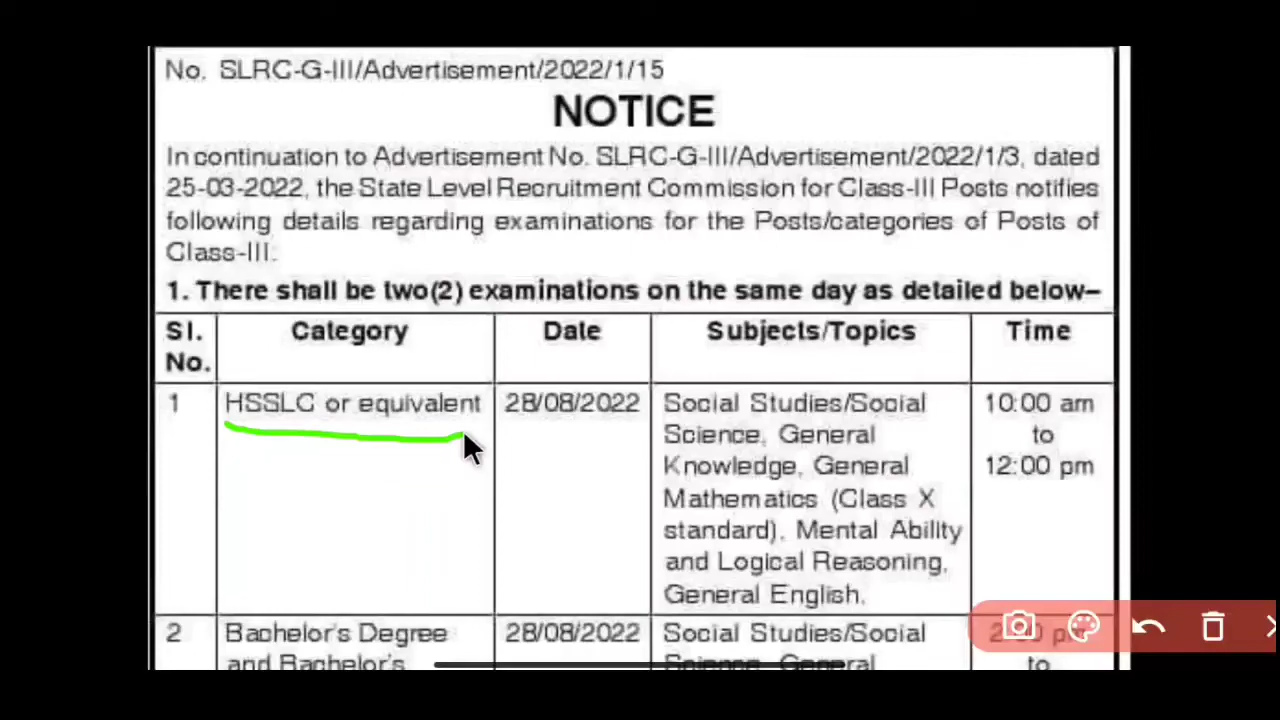 No. SLRC-G-III/Advertisement/2022/1/15
NOTICE
In continuation to Advertisement No. SLRC-G-III/Advertisement/2022/1/3, dated
25-03-2022, the State Level Recruitment Commission for Class-III Posts notifies
following details regarding examinations for the Posts/categories of Posts of
Class-III:
1. There shall be two(2) examinations on the same day as detailed below–
Sl. No. Category Date Subjects/Topics Time
1 HSSLC or equivalent 28/08/2022 Social Studies/Social 10:00 am
Science, General to
Knowledge, General 12:00 pm
Mathematics (Class X
standard), Mental Ability
and Logical Reasoning,
General English.
2 Bachelor's Degree 28/08/2022 Social Studies/Social
and Bachelor's Science, General to